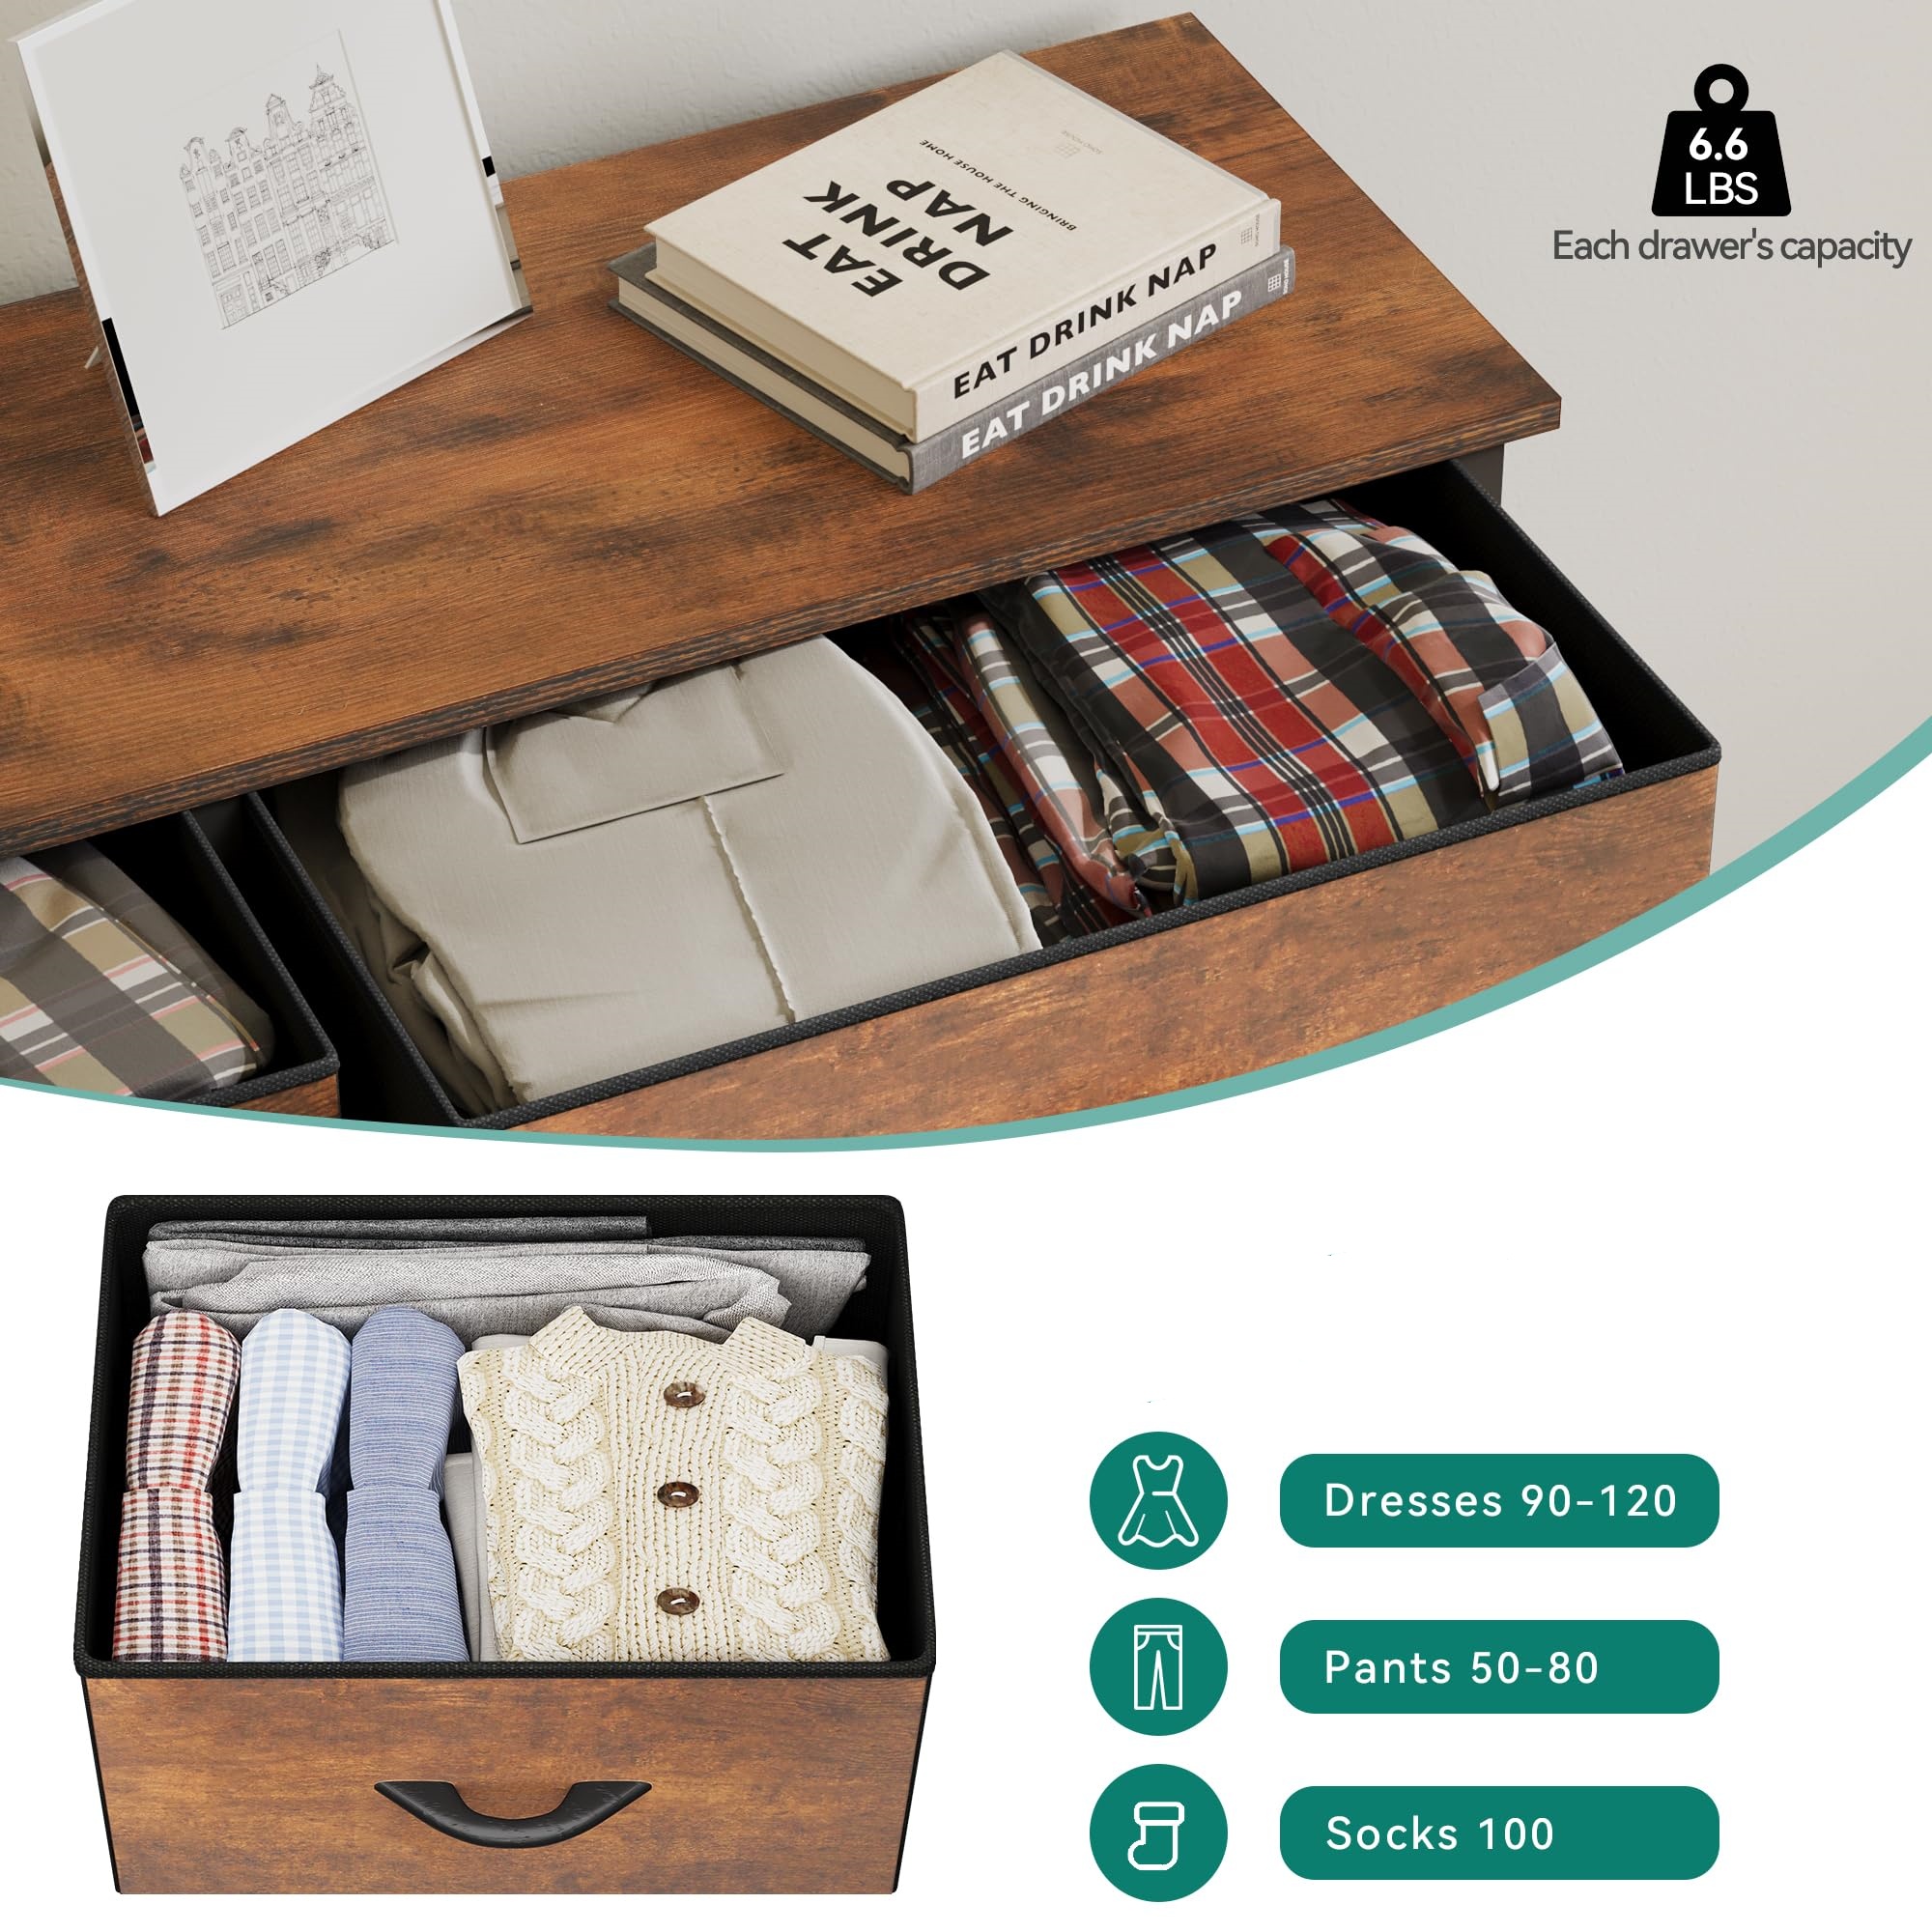 6.6
LBS
Each drawer's capacity
EAT
DRINK
NAP
BRINGING THE HOUSE HOME
EAT DRINK NAP
EAT DRINK NAP
Dresses 90-120
Pants 50-80
Socks 100